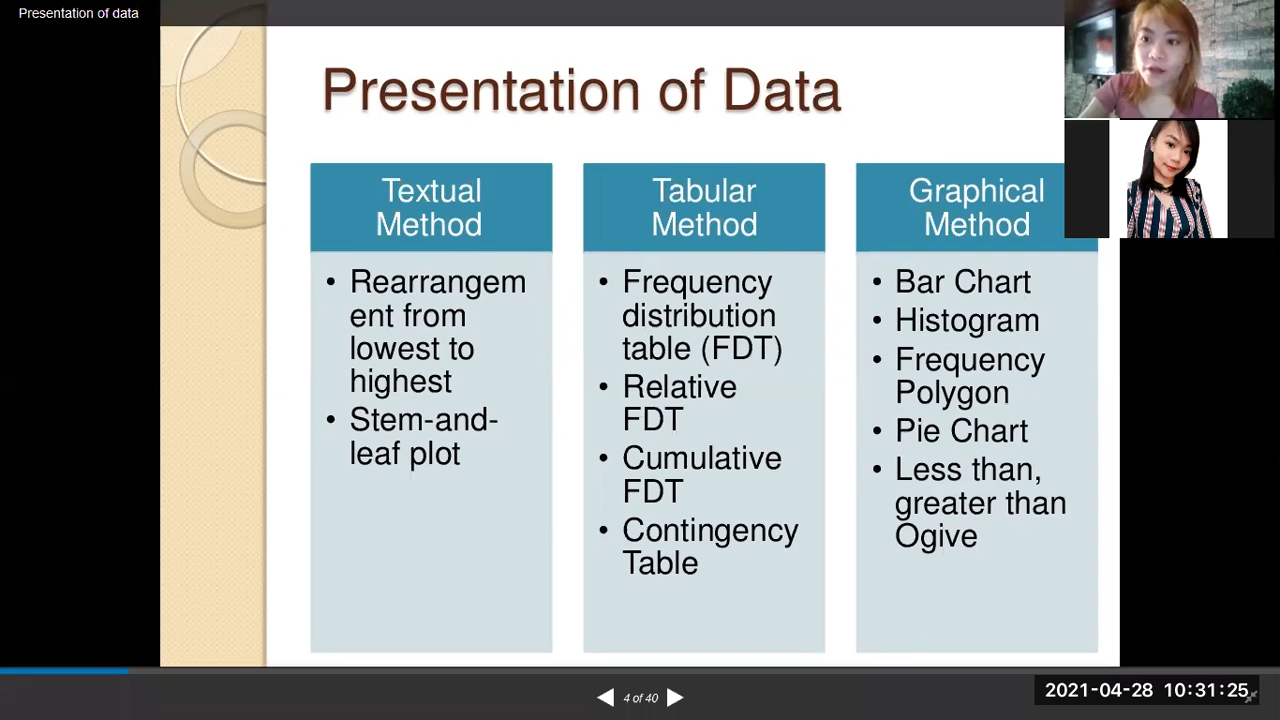 Presentation of data
Presentation of Data
Textual
Method
• Rearrangem
ent from
lowest to
highest
• Stem-and-
leaf plot
Tabular
Method
• Frequency
distribution
table (FDT)
• Relative
FDT
• Cumulative
FDT
• Contingency
Table
Graphical
Method
• Bar Chart
• Histogram
• Frequency
Polygon
• Pie Chart
• Less than,
greater than
Ogive
4 of 40
2021-04-28 10:31:25